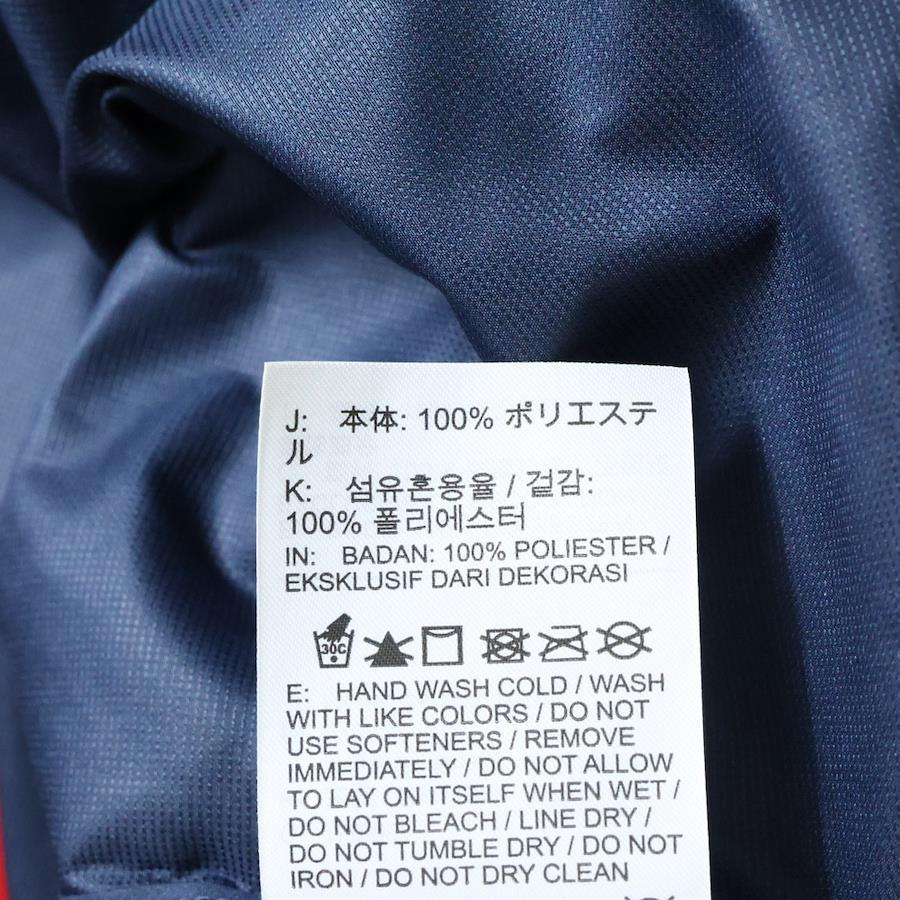 J: 本体: 100% ポリエステ
ル
K: 섬유혼용율 / 겉감:
100% 폴리에스터
IN: BADAN: 100% POLIESTER /
EKSKLUSIF DARI DEKORASI
30C
E: HAND WASH COLD / WASH
WITH LIKE COLORS / DO NOT
USE SOFTENERS / REMOVE
IMMEDIATELY / DO NOT ALLOW
TO LAY ON ITSELF WHEN WET /
DO NOT BLEACH / LINE DRY /
DO NOT TUMBLE DRY / DO NOT
IRON / DO NOT DRY CLEAN